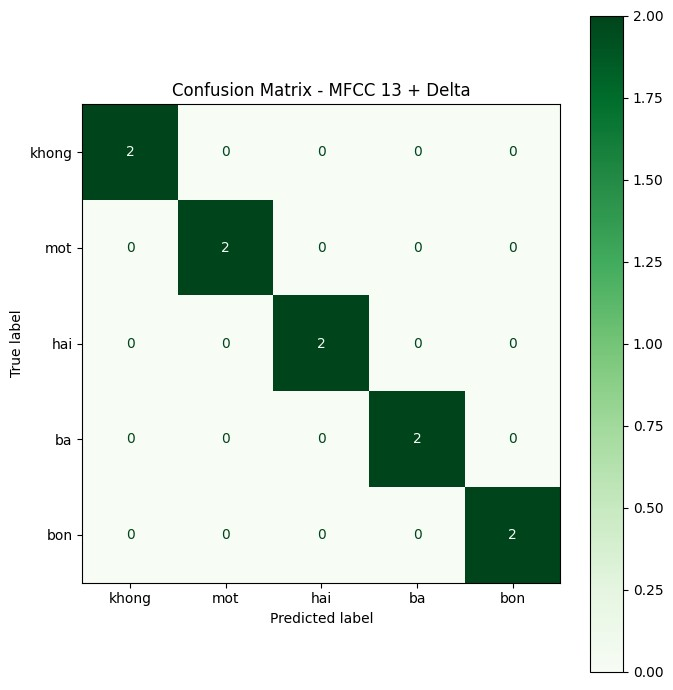 Confusion Matrix - MFCC 13 + Delta
True label
khong 2 0 0 0 0
mot 0 2 0 0 0
hai 0 0 2 0 0
ba 0 0 0 2 0
bon 0 0 0 0 2
khong mot hai ba bon
Predicted label
2.00
1.75
1.50
1.25
1.00
0.75
0.50
0.25
0.00